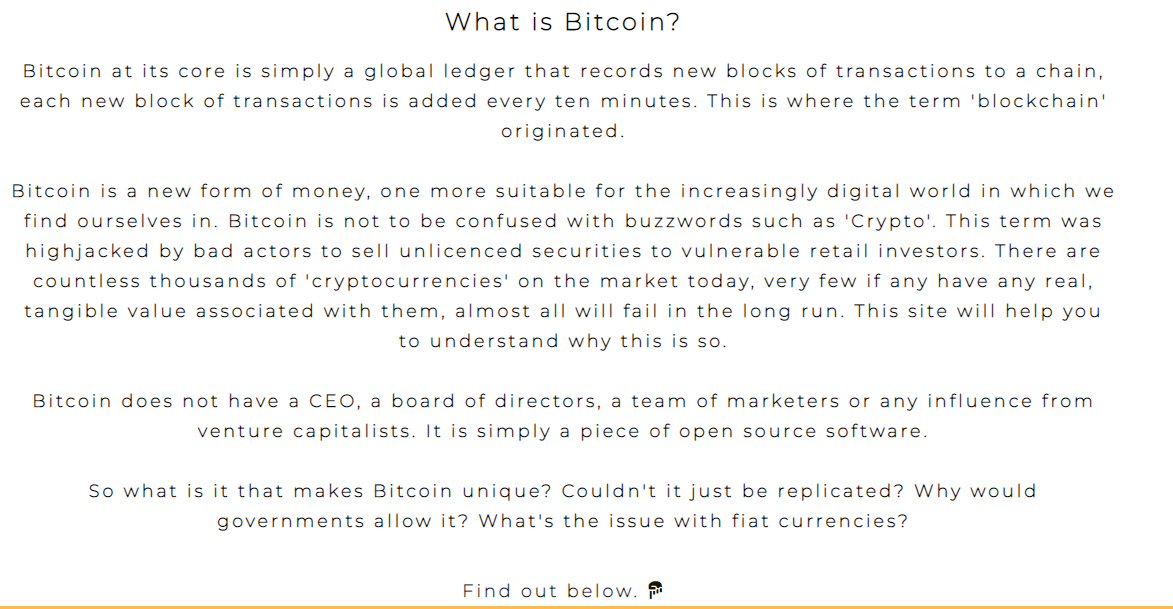 What is Bitcoin?
Bitcoin at its core is simply a global ledger that records new blocks of transactions to a chain,
each new block of transactions is added every ten minutes. This is where the term 'blockchain'
originated.
Bitcoin is a new form of money, one more suitable for the increasingly digital world in which we
find ourselves in. Bitcoin is not to be confused with buzzwords such as 'Crypto'. This term was
highjacked by bad actors to sell unlicenced securities to vulnerable retail investors. There are
countless thousands of 'cryptocurrencies' on the market today, very few if any have any real,
tangible value associated with them, almost all will fail in the long run. This site will help you
to understand why this is so.
Bitcoin does not have a CEO, a board of directors, a team of marketers or any influence from
venture capitalists. It is simply a piece of open source software.
So what is it that makes Bitcoin unique? Couldn't it just be replicated? Why would
governments allow it? What's the issue with fiat currencies?
Find out below.